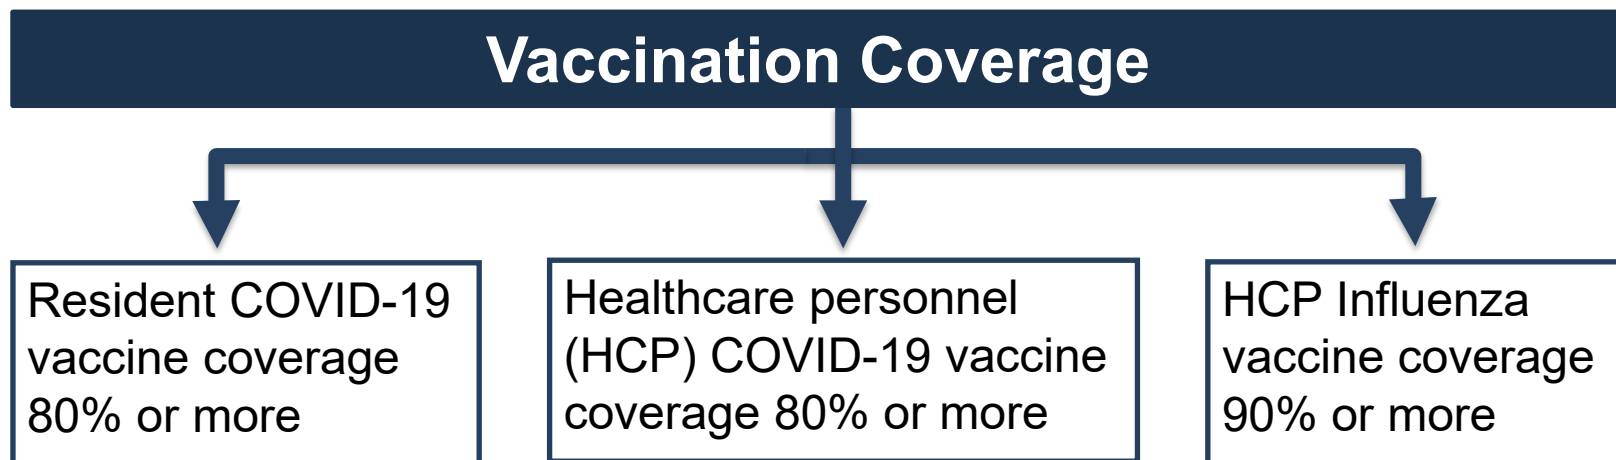 Vaccination Coverage
Resident COVID-19
vaccine coverage
80% or more
Healthcare personnel
(HCP) COVID-19 vaccine
coverage 80% or more
HCP Influenza
vaccine coverage
90% or more